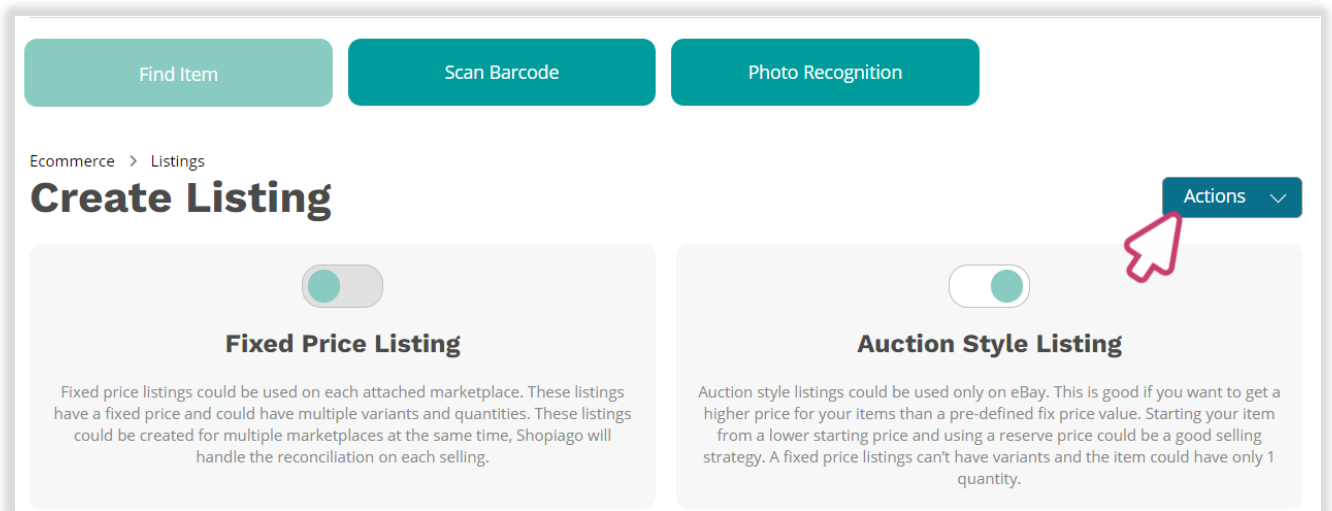 Find Item
Scan Barcode
Photo Recognition
Ecommerce > Listings
Create Listing
Actions
Fixed Price Listing
Fixed price listings could be used on each attached marketplace. These listings
have a fixed price and could have multiple variants and quantities. These listings
could be created for multiple marketplaces at the same time, Shopiago will
handle the reconciliation on each selling.
Auction Style Listing
Auction style listings could be used only on eBay. This is good if you want to get a
higher price for your items than a pre-defined fix price value. Starting your item
from a lower starting price and using a reserve price could be a good selling
strategy. A fixed price listings can't have variants and the item could have only 1
quantity.